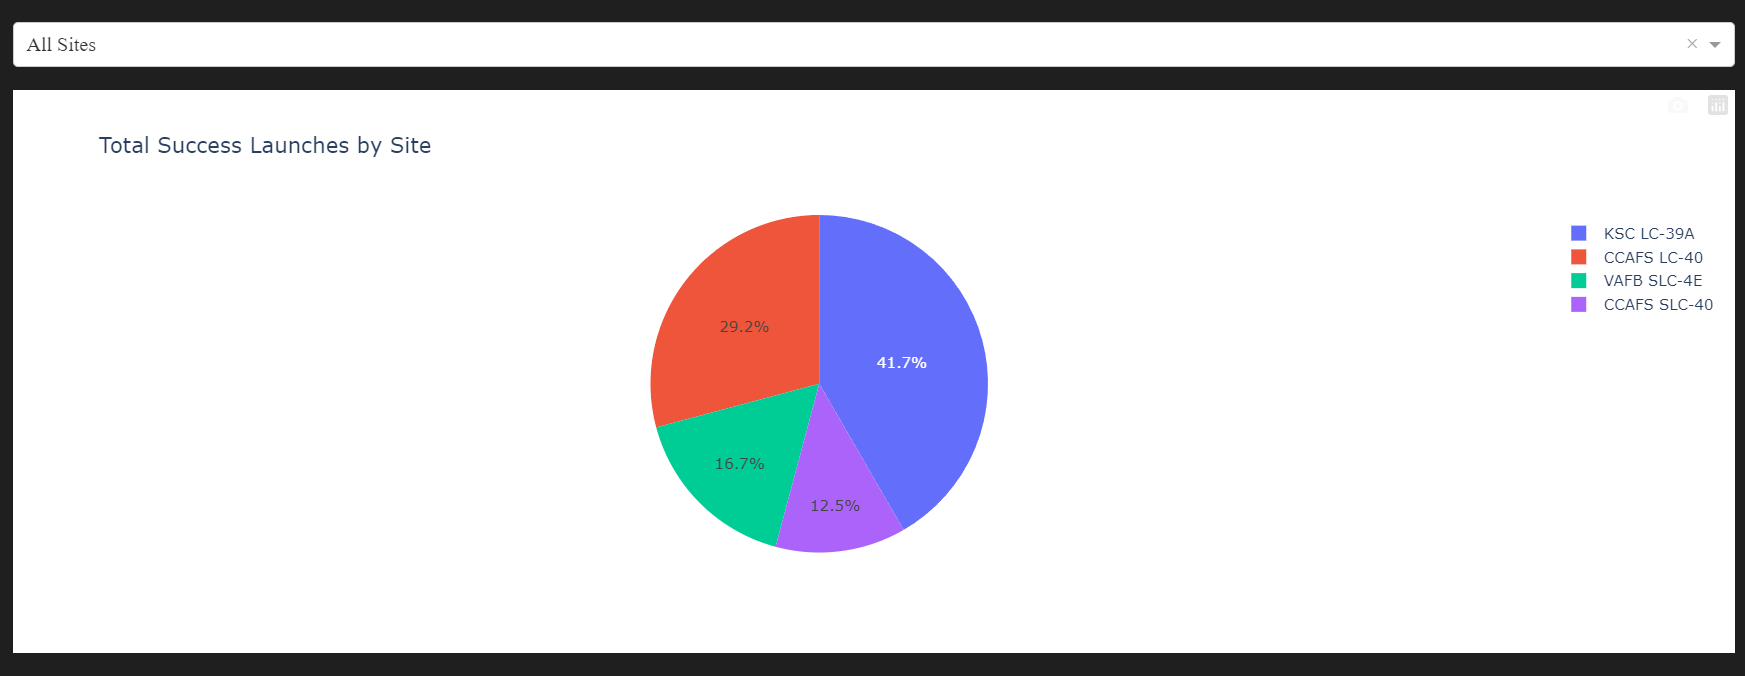 All Sites
Total Success Launches by Site
KSC LC-39A
CCAFS LC-40
VAFB SLC-4E
CCAFS SLC-40
29.2%
41.7%
16.7%
12.5%